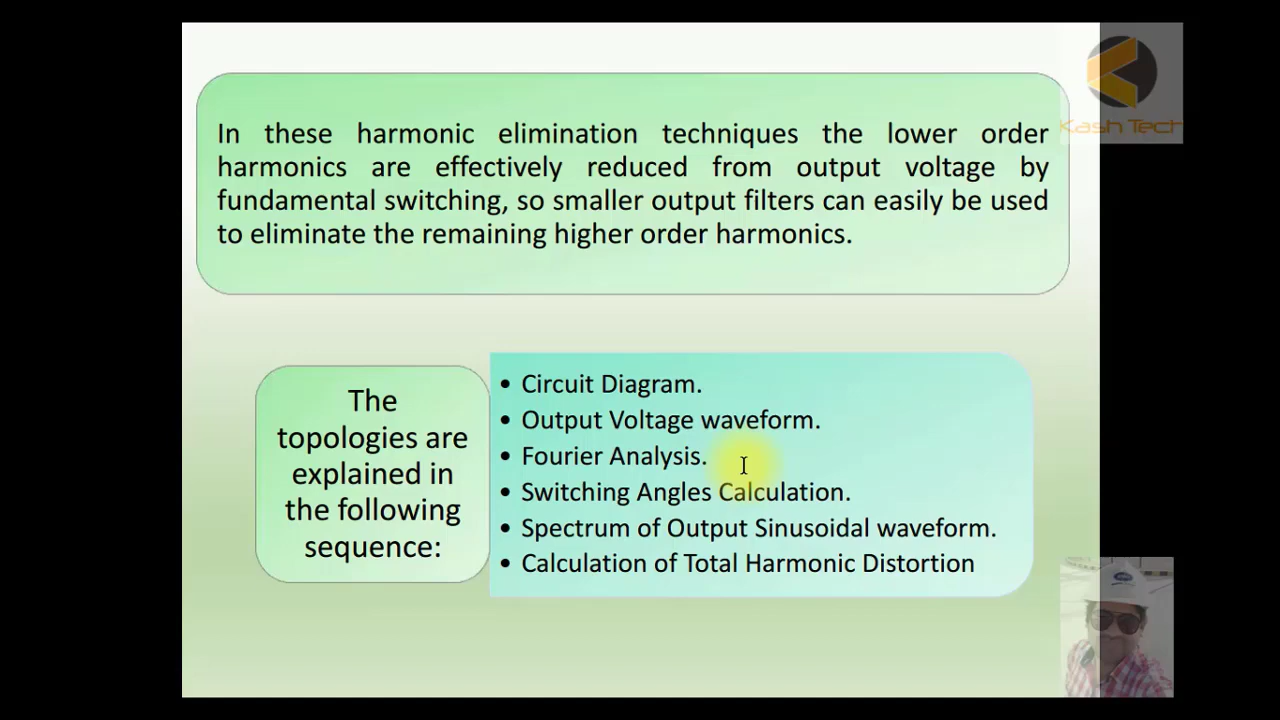 In these harmonic elimination techniques the lower order
harmonics are effectively reduced from output voltage by
fundamental switching, so smaller output filters can easily be used
to eliminate the remaining higher order harmonics.
Kash Tech
The
topologies are
explained in
the following
sequence:
• Circuit Diagram.
• Output Voltage waveform.
• Fourier Analysis.
• Switching Angles Calculation.
• Spectrum of Output Sinusoidal waveform.
• Calculation of Total Harmonic Distortion